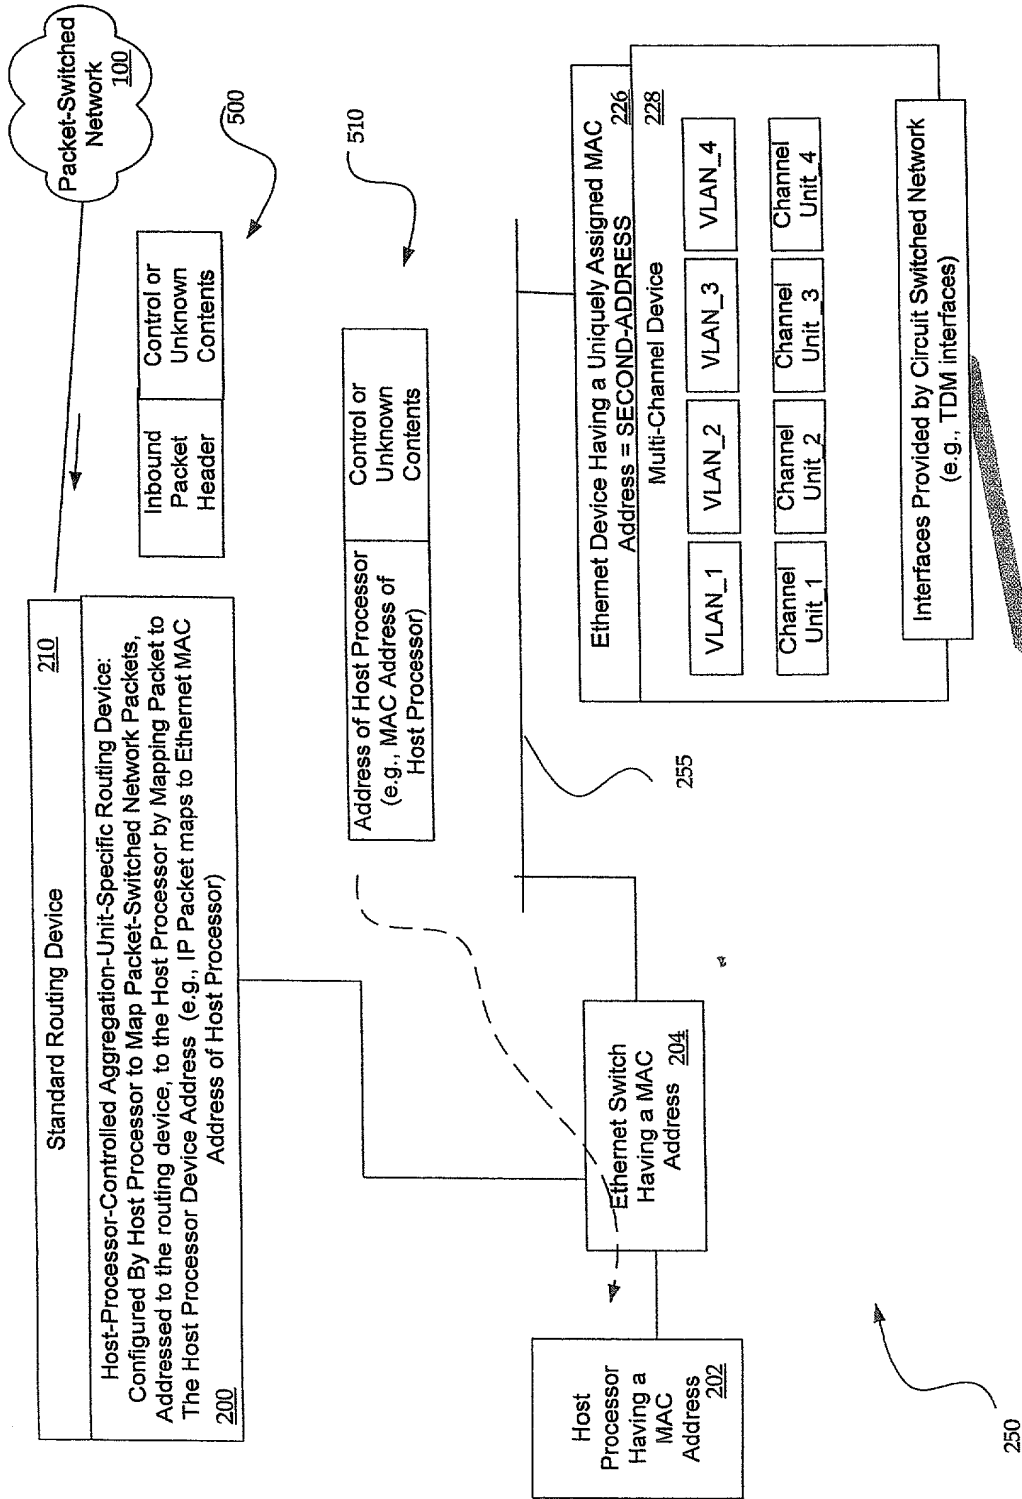 Packet-Switched
Network
100
Standard Routing Device
210
Host-Processor-Controlled Aggregation-Unit-Specific Routing Device:
Configured By Host Processor to Map Packet-Switched Network Packets,
Addressed to the routing device, to the Host Processor by Mapping Packet to
The Host Processor Device Address (e.g., IP Packet maps to Ethernet MAC
Address of Host Processor)
200
Inbound
Packet
Header
Control or
Unknown
Contents
500
Address of Host Processor
(e.g., MAC Address of
Host Processor)
Control or
Unknown
Contents
510
Host
Processor
Having a
MAC
Address
202
Ethernet Switch
Having a MAC
Address
204
255
Ethernet Device Having a Uniquely Assigned MAC
Address = SECOND-ADDRESS
226
Multi-Channel Device
228
VLAN_1
VLAN_2
VLAN_3
VLAN_4
Channel
Unit_1
Channel
Unit_2
Channel
Unit_3
Channel
Unit_4
Interfaces Provided by Circuit Switched Network
(e.g., TDM interfaces)
250